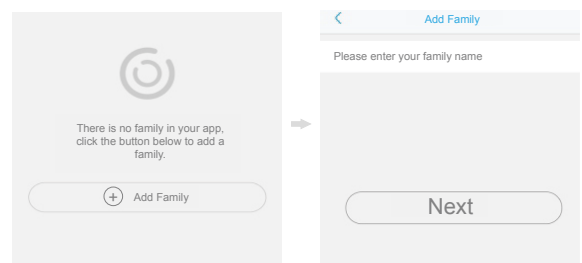 There is no family in your app,
click the button below to add a
family.
Add Family
Add Family
Please enter your family name
Next